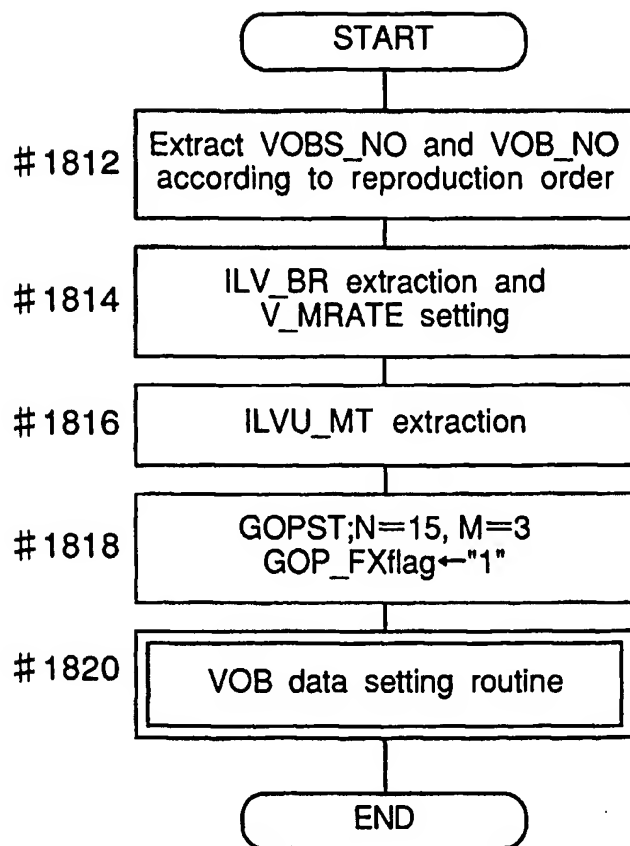 START
#1812
Extract VOBS_NO and VOB_NO
according to reproduction order
#1814
ILV_BR extraction and
V_MRATE setting
#1816
ILVU_MT extraction
#1818
GOPST;N=15, M=3
GOP_FXflag←"1"
#1820
VOB data setting routine
END